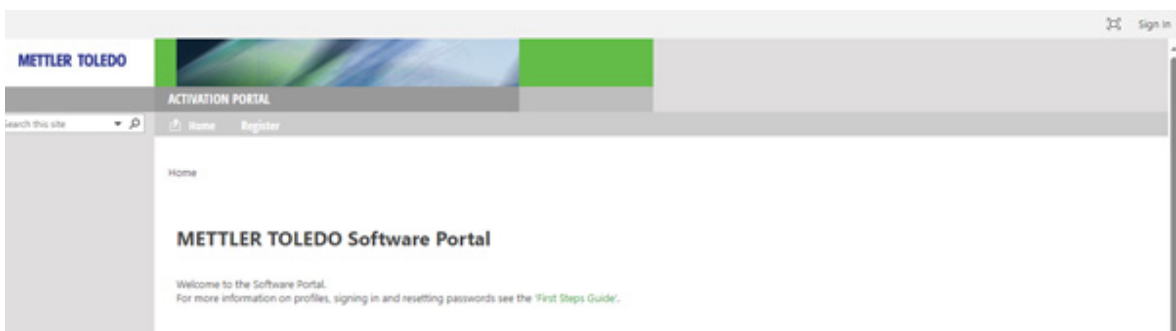 Sign In
METTLER TOLEDO
ACTIVATION PORTAL
Search this site
Home Register
Home
METTLER TOLEDO Software Portal
Welcome to the Software Portal.
For more information on profiles, signing in and resetting passwords see the 'First Steps Guide'.